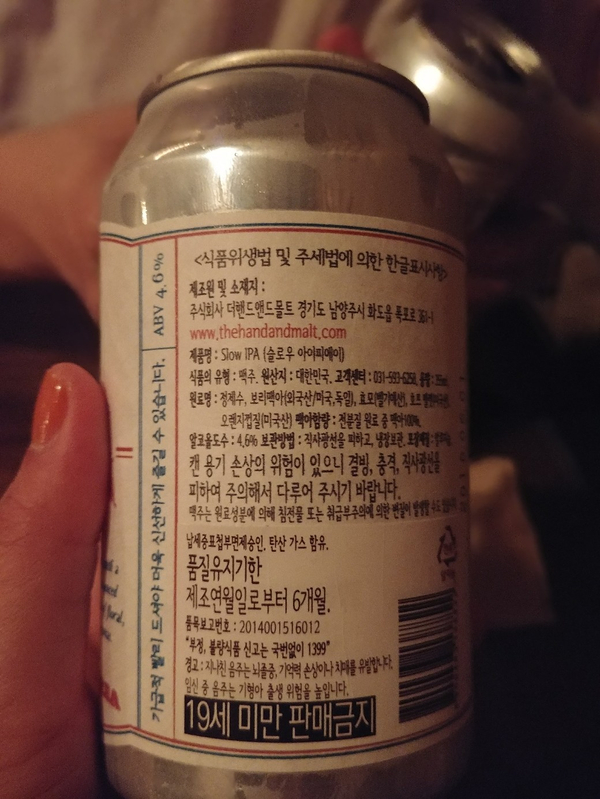 <식품위생법 및 주세법에 의한 한글표시사항>
제조원 및 소재지 :
주식회사 더핸드앤드몰트 경기도 남양주시 화도읍 폭포로 361-1
www.thehandandmalt.com
제품명 : Slow IPA (슬로우 아이피에이)
식품의 유형 : 맥주. 원산지 : 대한민국. 고객센터 : 031-593-6258,
원료명 : 정제수, 보리맥아(외국산/미국,독일), 효모(벨기에산),
오렌지껍질(미국산) 맥아함량 : 전분질 원료 중 맥아100%.
알코올도수 : 4.6% 보관방법 : 직사광선을 피하고, 냉장보관,
캔 용기 손상의 위험이 있으니 결빙, 충격, 직사광선을
피하여 주의해서 다루어 주시기 바랍니다.
맥주는 원료성분에 의해 침전물 또는 취급부주의에 의한 변질이 발생할 수도 있습니다
납세증표첩부면제승인. 탄산 가스 함유.
품질유지기한
제조연월일로부터 6개월.
품목보고번호 : 2014001516012
"부정, 불량식품 신고는 국번없이 1399"
경고 : 지나친 음주는 뇌졸중, 기억력 손상이나 치매를 유발합니다.
임신 중 음주는 기형아 출생 위험을 높입니다.
19세 미만 판매금지
가급적 빨리 드셔야 더욱 신선하게 즐길 수 있습니다.
ABV 4.6%